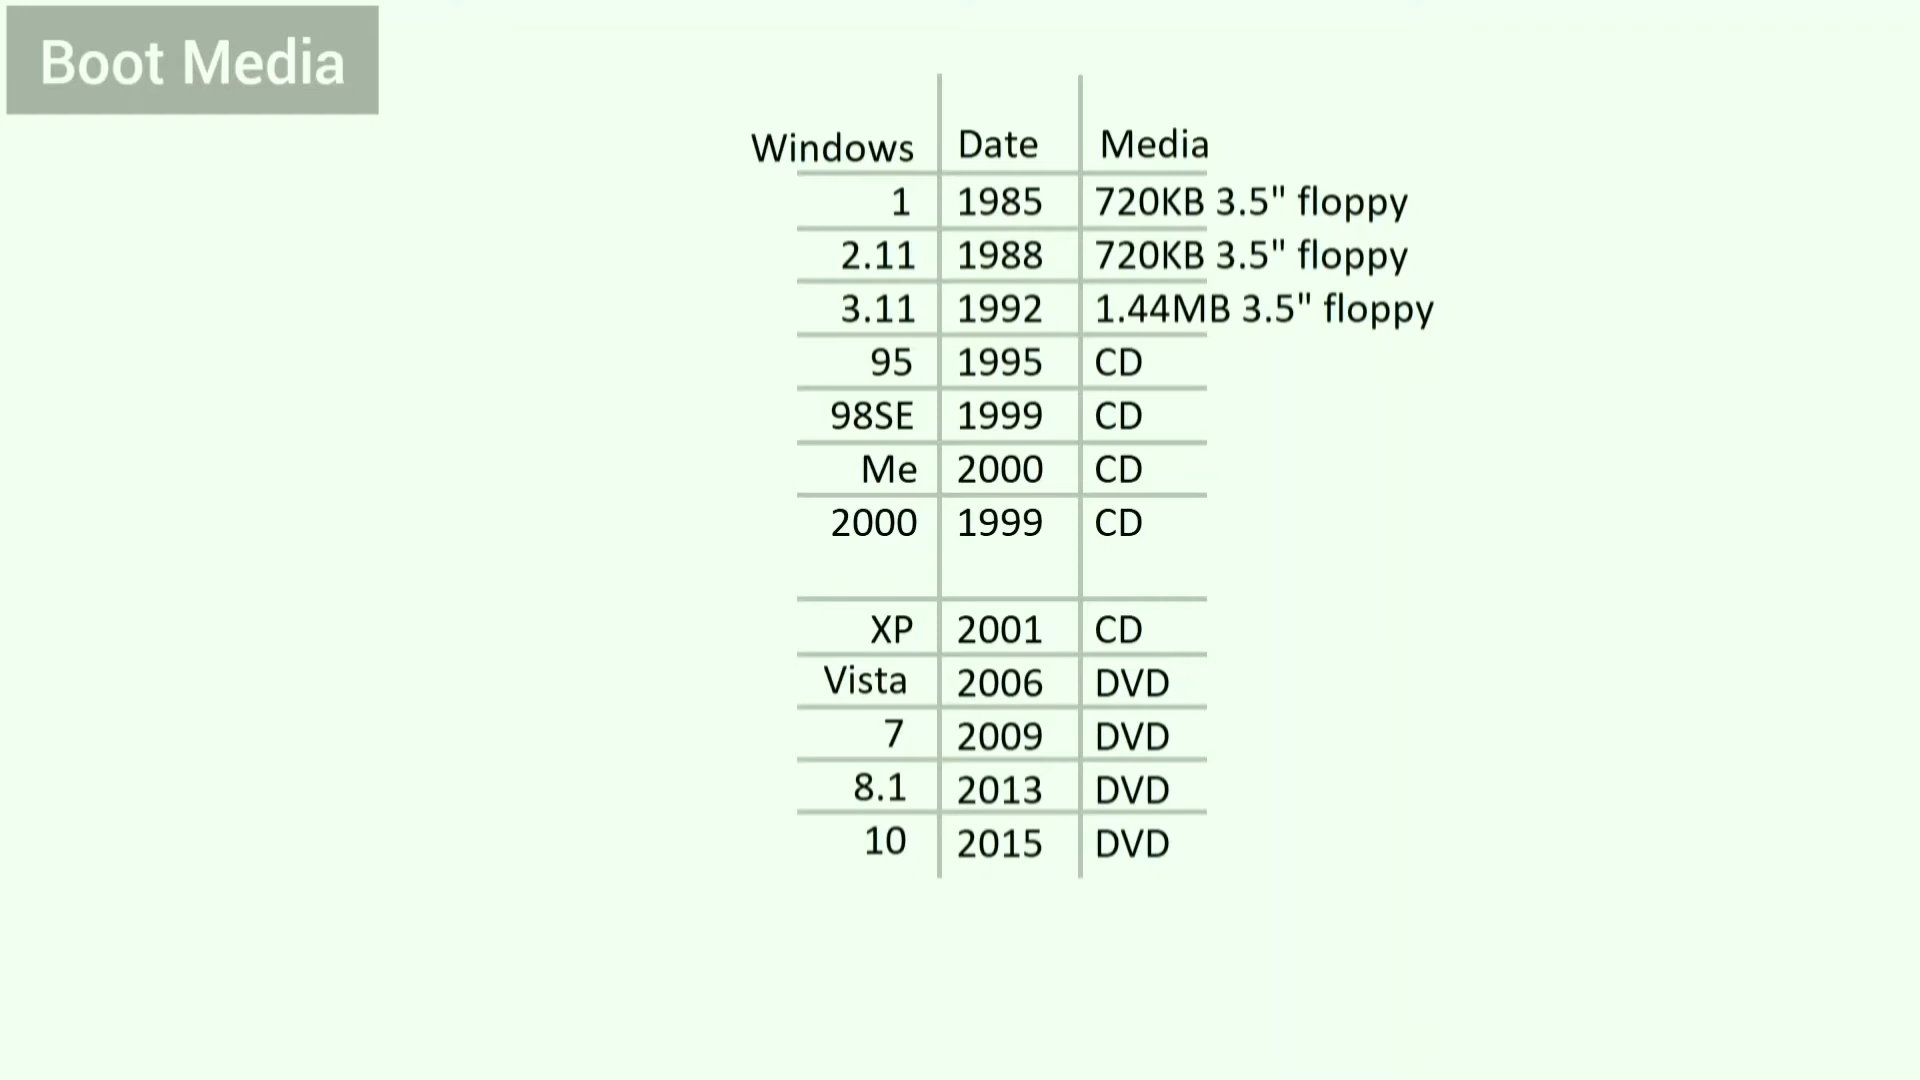 Boot Media
Windows Date Media
1 1985 720KB 3.5" floppy
2.11 1988 720KB 3.5" floppy
3.11 1992 1.44MB 3.5" floppy
95 1995 CD
98SE 1999 CD
Me 2000 CD
2000 1999 CD
XP 2001 CD
Vista 2006 DVD
7 2009 DVD
8.1 2013 DVD
10 2015 DVD